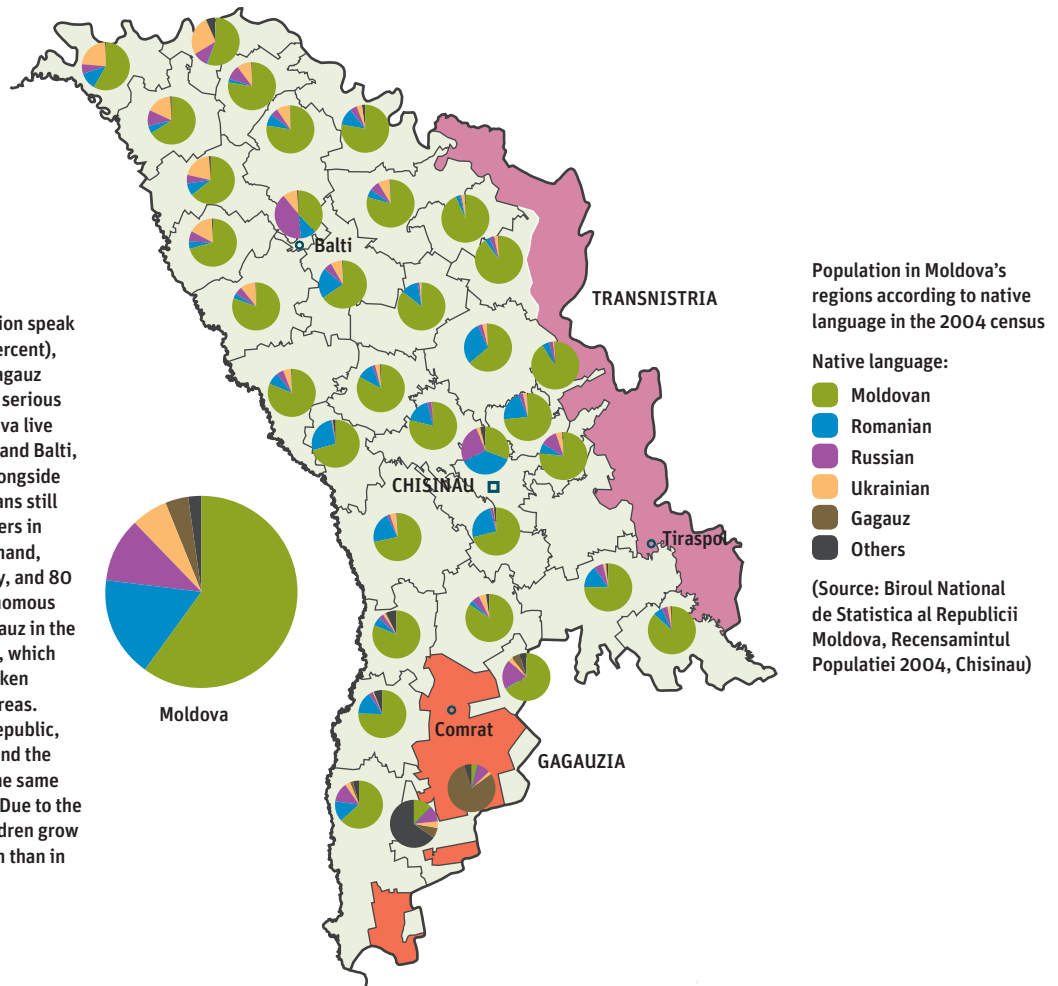 ion speak
ercent),
agauz
serious
va live
and Balti,
ongside
ans still
ers in
hand,
y, and 80
nomous
auz in the
, which
ken
reas.
epublic,
nd the
ne same
Due to the
dren grow
n than in
Balti
TRANSNISTRIA
CHISINAU
Tiraspol
Moldova
Comrat
GAGAUZIA
Population in Moldova's
regions according to native
language in the 2004 census
Native language:
Moldovan
Romanian
Russian
Ukrainian
Gagauz
Others
(Source: Biroul National
de Statistica al Republicii
Moldova, Recensamintul
Populatiei 2004, Chisinau)